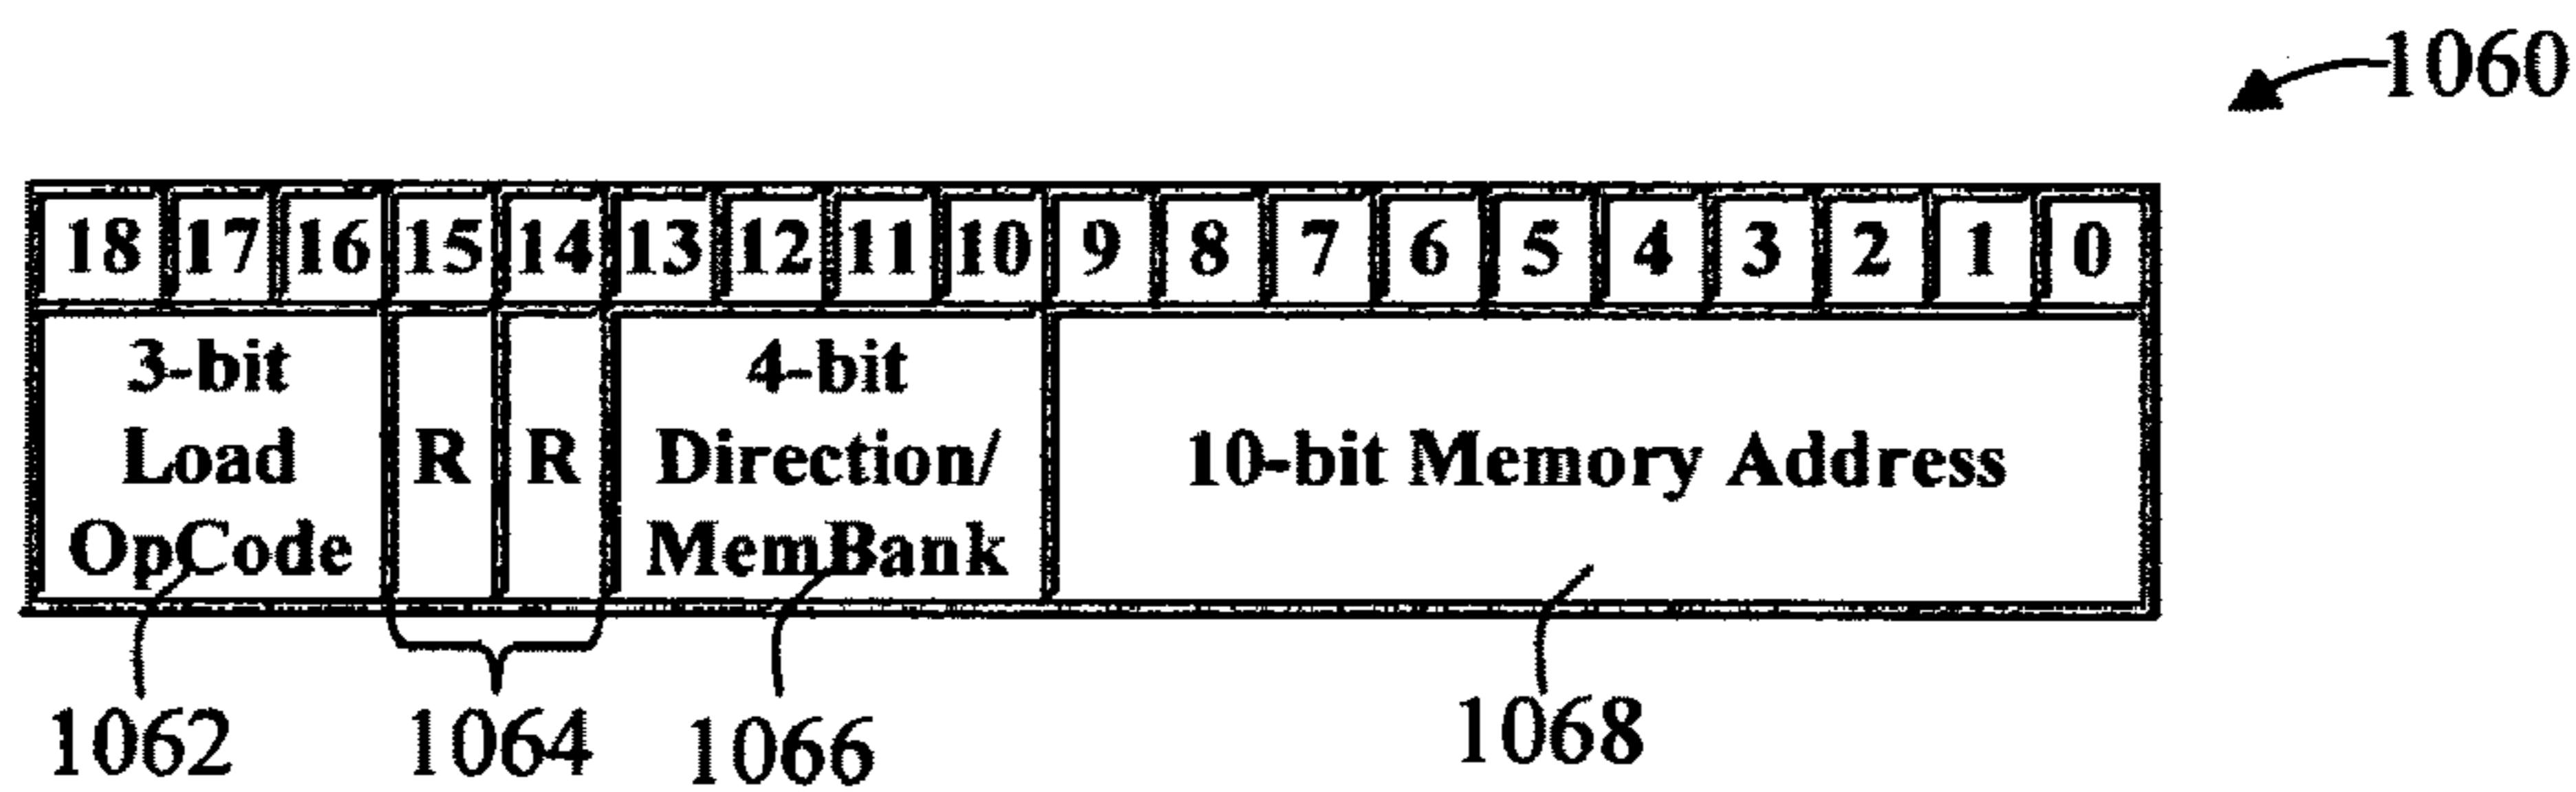 1060
18 17 16 15 14 13 12 11 10 9 8 7 6 5 4 3 2 1 0
3-bit
Load
OpCode
R
R
4-bit
Direction/
MemBank
10-bit Memory Address
1062
1064
1066
1068